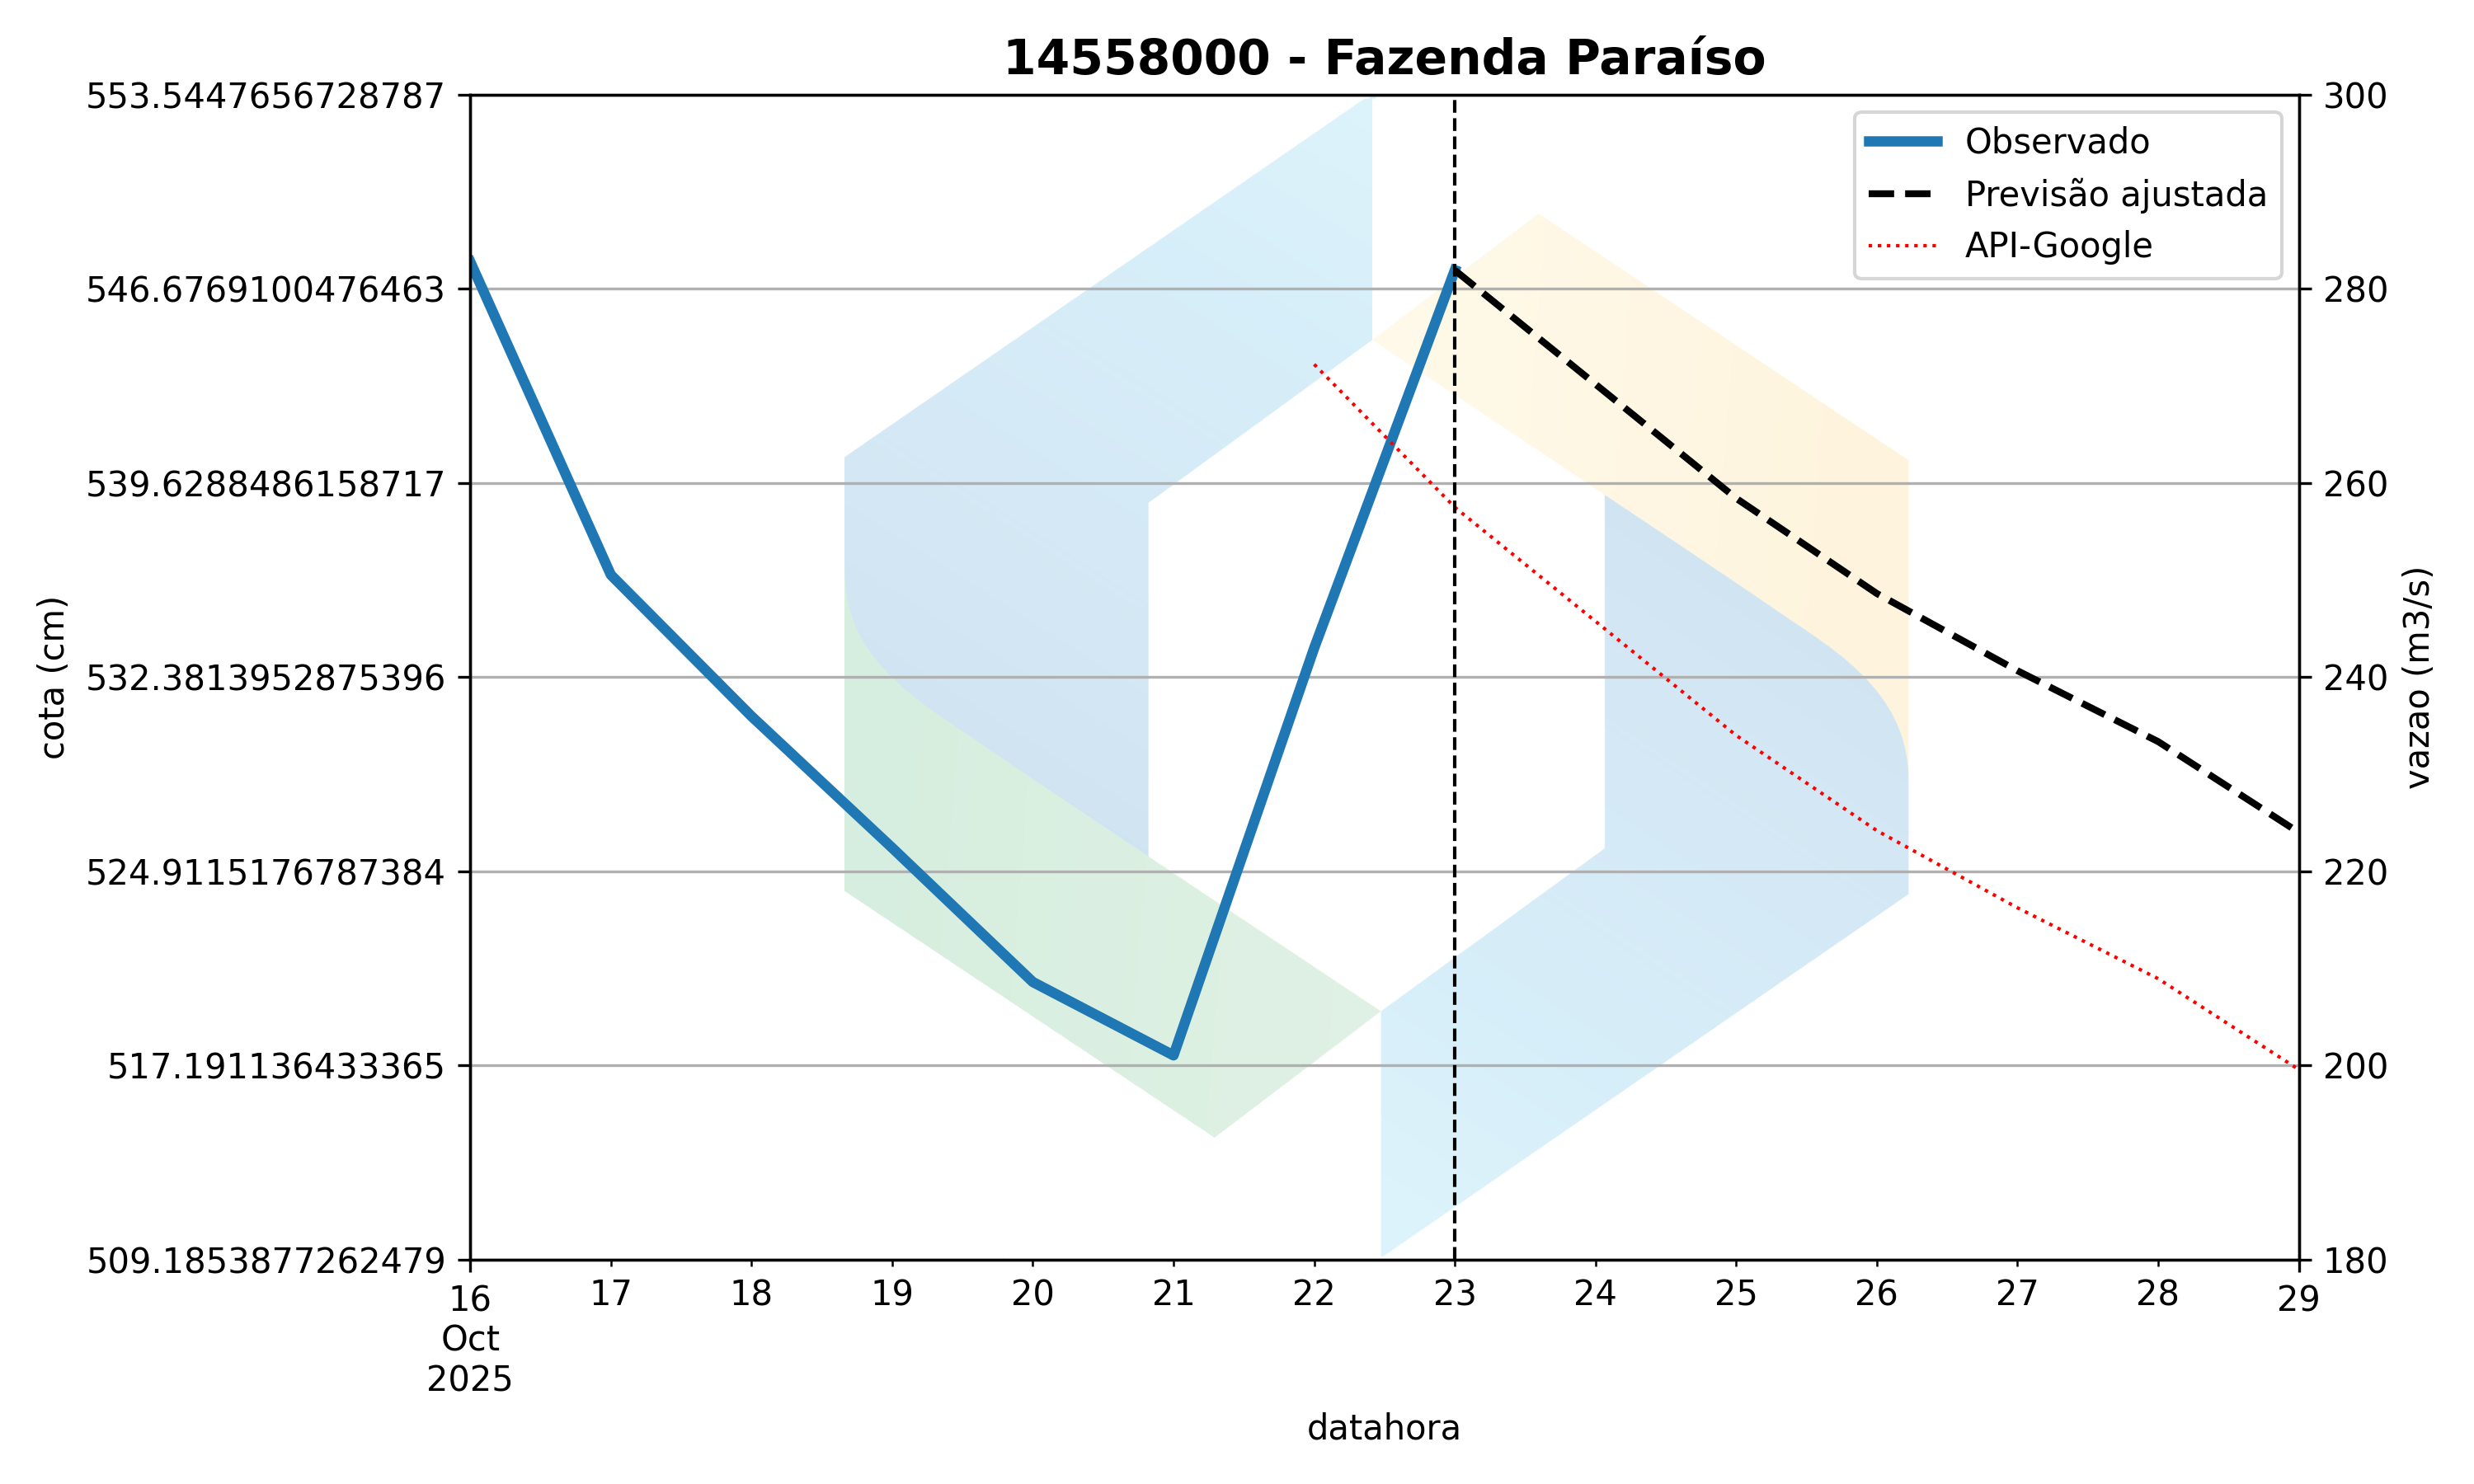 14558000 - Fazenda Paraíso
553.5447656728787
546.6769100476463
539.6288486158717
532.3813952875396
524.9115176787384
517.191136433365
509.1853877262479
cota (cm)
300
280
260
240
220
200
180
vazao (m3/s)
Observado
Previsão ajustada
API-Google
16 17 18 19 20 21 22 23 24 25 26 27 28 29
Oct
2025
datahora